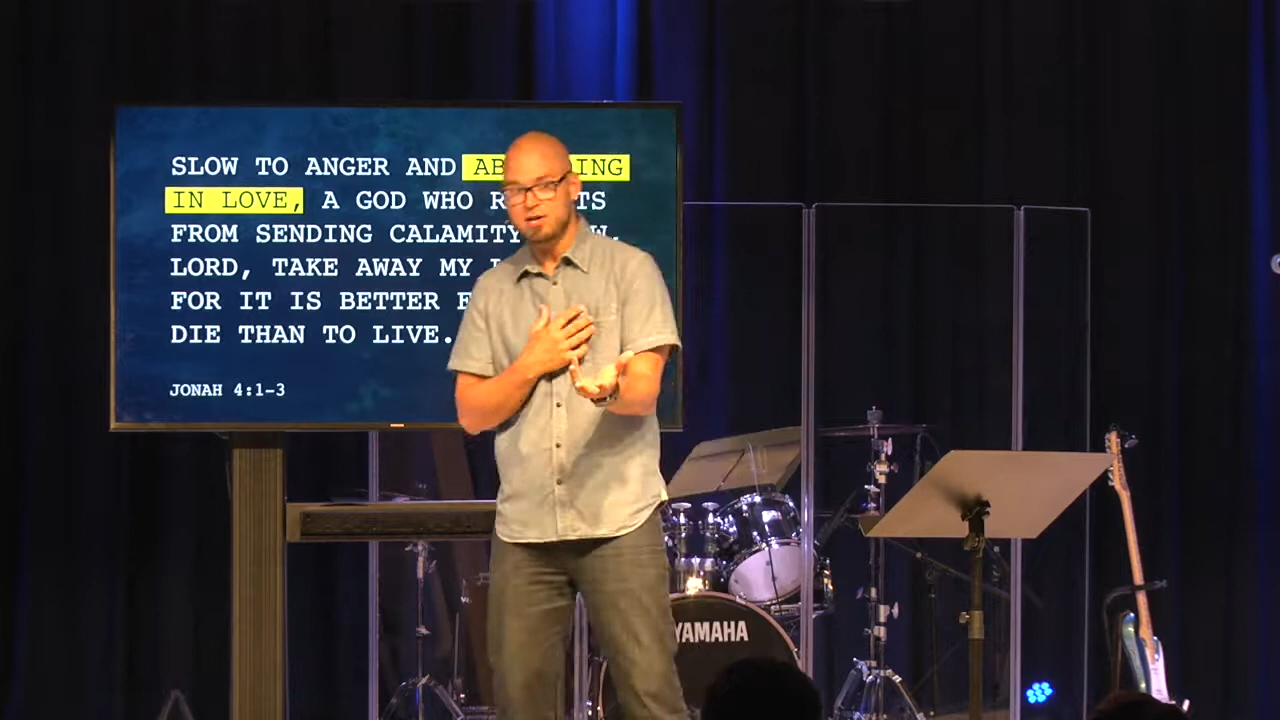 SLOW TO ANGER AND
IN LOVE, A GOD WHO
FROM SENDING CALAMITY
LORD, TAKE AWAY MY
FOR IT IS BETTER
DIE THAN TO LIVE.
JONAH 4:1-3
YAMAHA